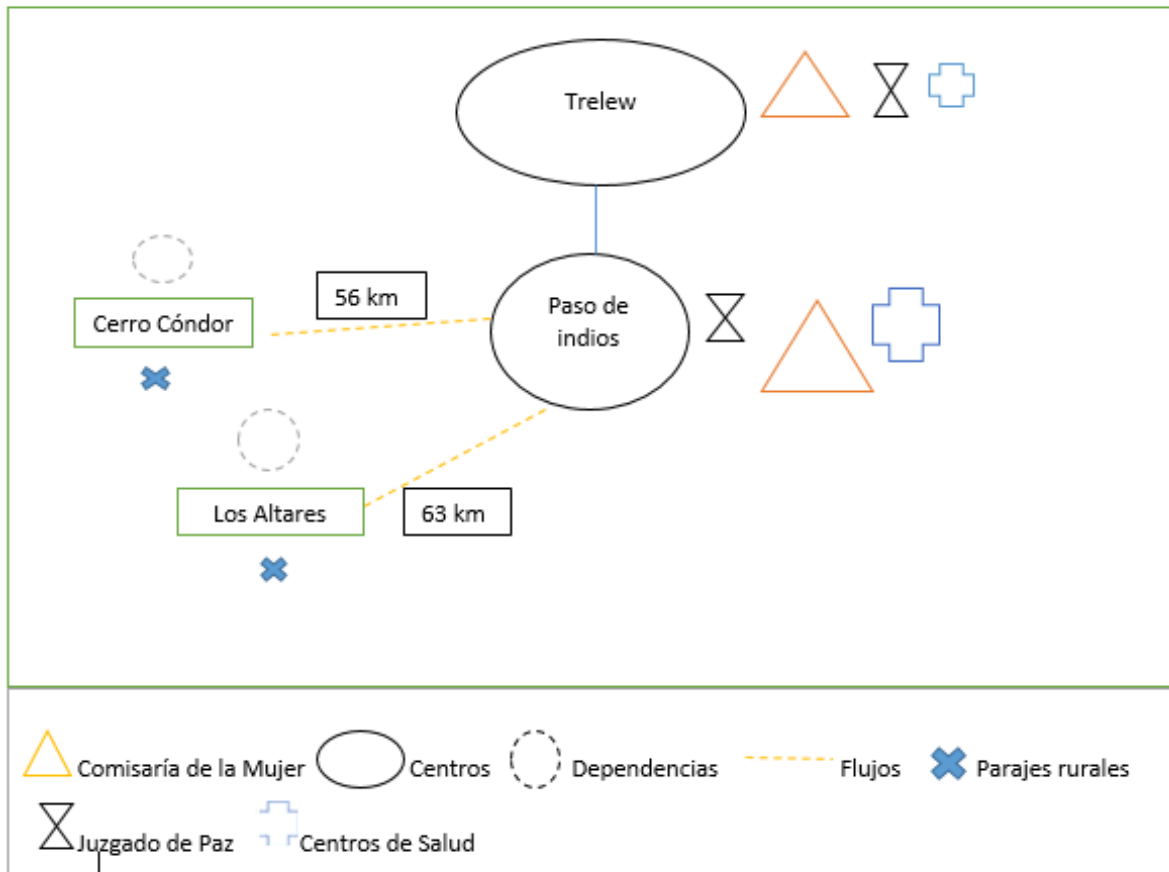 Trelew
56 km
Paso de
indios
Cerro Cóndor
Los Altares
63 km
Comisaría de la Mujer
Centros
Dependencias
Flujos
Parajes rurales
Juzgado de Paz
Centros de Salud